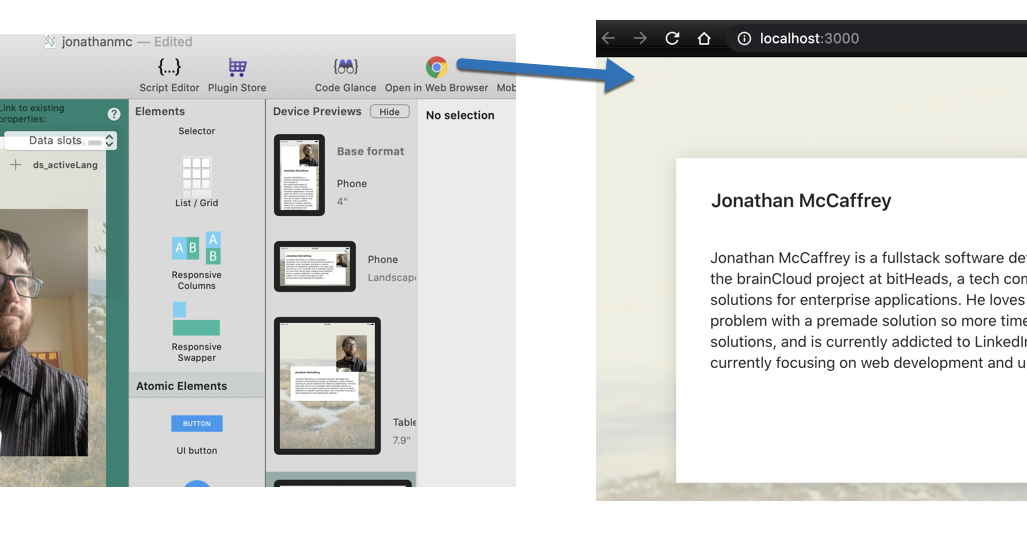 jonathanmc — Edited
{...}
Script Editor
Plugin Store
Code Glance
Open in Web Browser
Mob
Link to existing
properties:
?
Data slots
ds_activeLang
Elements
Selector
List / Grid
A B
A
B
Responsive
Columns
Responsive
Swapper
Atomic Elements
BUTTON
UI button
Device Previews
Hide
Base format
Phone
4"
Phone
Landscap
Table
7.9"
No selection
localhost:3000
Jonathan McCaffrey
Jonathan McCaffrey is a fullstack software de
the brainCloud project at bitHeads, a tech con
solutions for enterprise applications. He loves
problem with a premade solution so more time
solutions, and is currently addicted to LinkedIn
currently focusing on web development and u